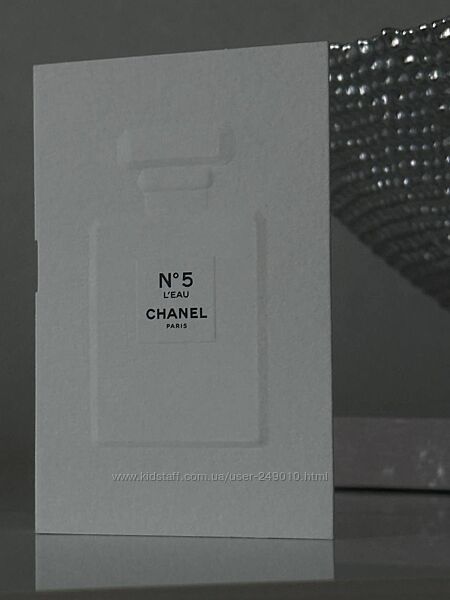 N°5
L'EAU
CHANEL
PARIS
www.kidstaff.com.ua/user-249010.html